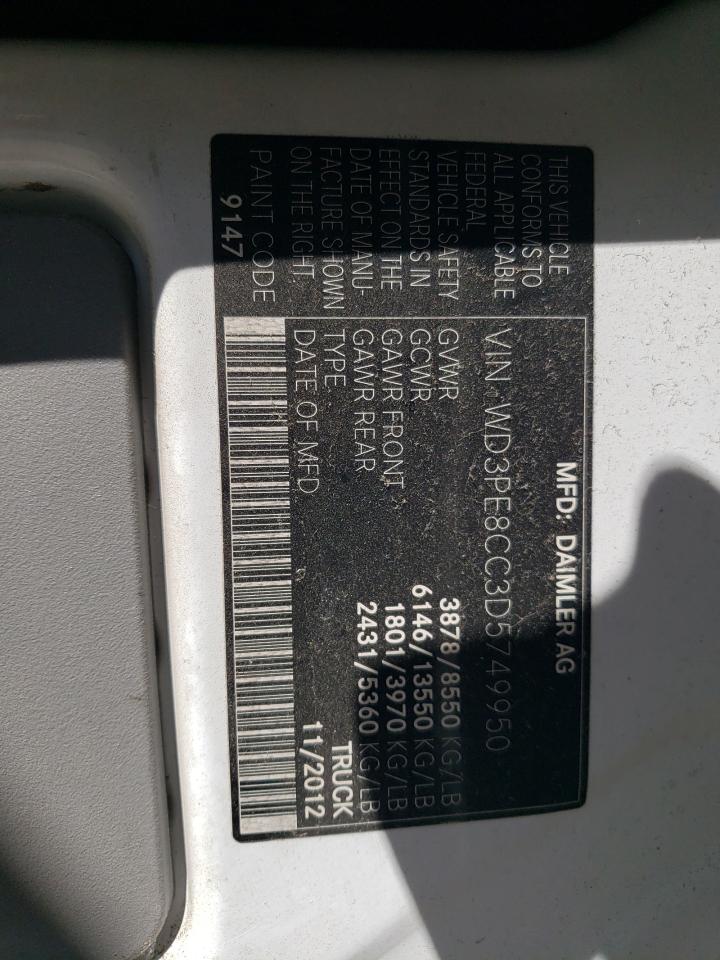 MFD: DAIMLER AG
THIS VEHICLE
CONFORMS TO
ALL APPLICABLE
FEDERAL
VEHICLE SAFETY
STANDARDS IN
EFFECT ON THE
DATE OF MANU-
FACTURE SHOWN
ON THE RIGHT
PAINT CODE
9147
VIN WD3PE8CC3D5749950
GVWR 3878/8550 KG/LB
GCWR 6146/13550 KG/LB
GAWR FRONT 1801/3970 KG/LB
GAWR REAR 2431/5360 KG/LB
TYPE TRUCK
DATE OF MFD 11/2012